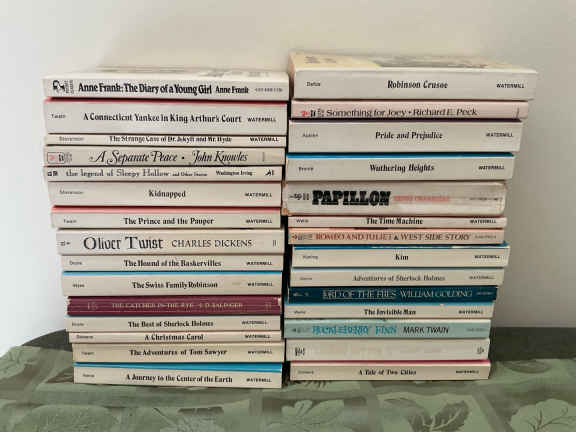 Anne Frank: The Diary of a Young Girl Anne Frank
Twain A Connecticut Yankee in King Arthur's Court WATERMILL
Stevenson The Strange Case of Dr. Jekyll and Mr. Hyde WATERMILL
A Separate Peace • John Knowles
the legend of Sleepy Hollow and Other Stories Washington Irving
Stevenson Kidnapped WATERMILL
Twain The Prince and the Pauper WATERMILL
Oliver Twist CHARLES DICKENS
Doyle The Hound of the Baskervilles WATERMILL
Wyss The Swiss Family Robinson WATERMILL
THE CATCHER IN THE RYE J. D. SALINGER
Doyle The Best of Sherlock Holmes WATERMILL
Dickens A Christmas Carol WATERMILL
Twain The Adventures of Tom Sawyer WATERMILL
Verne A Journey to the Center of the Earth WATERMILL
Defoe Robinson Crusoe WATERMILL
Something for Joey • Richard E. Peck
Austen Pride and Prejudice WATERMILL
Brontë Wuthering Heights WATERMILL
PAPILLON HENRI CHARRIERE
Wells The Time Machine WATERMILL
ROMEO AND JULIET & WEST SIDE STORY
Kipling Kim WATERMILL
Doyle Adventures of Sherlock Holmes WATERMILL
LORD OF THE FLIES WILLIAM GOLDING
Wells The Invisible Man WATERMILL
HUCKLEBERRY FINN MARK TWAIN
Dickens A Tale of Two Cities WATERMILL